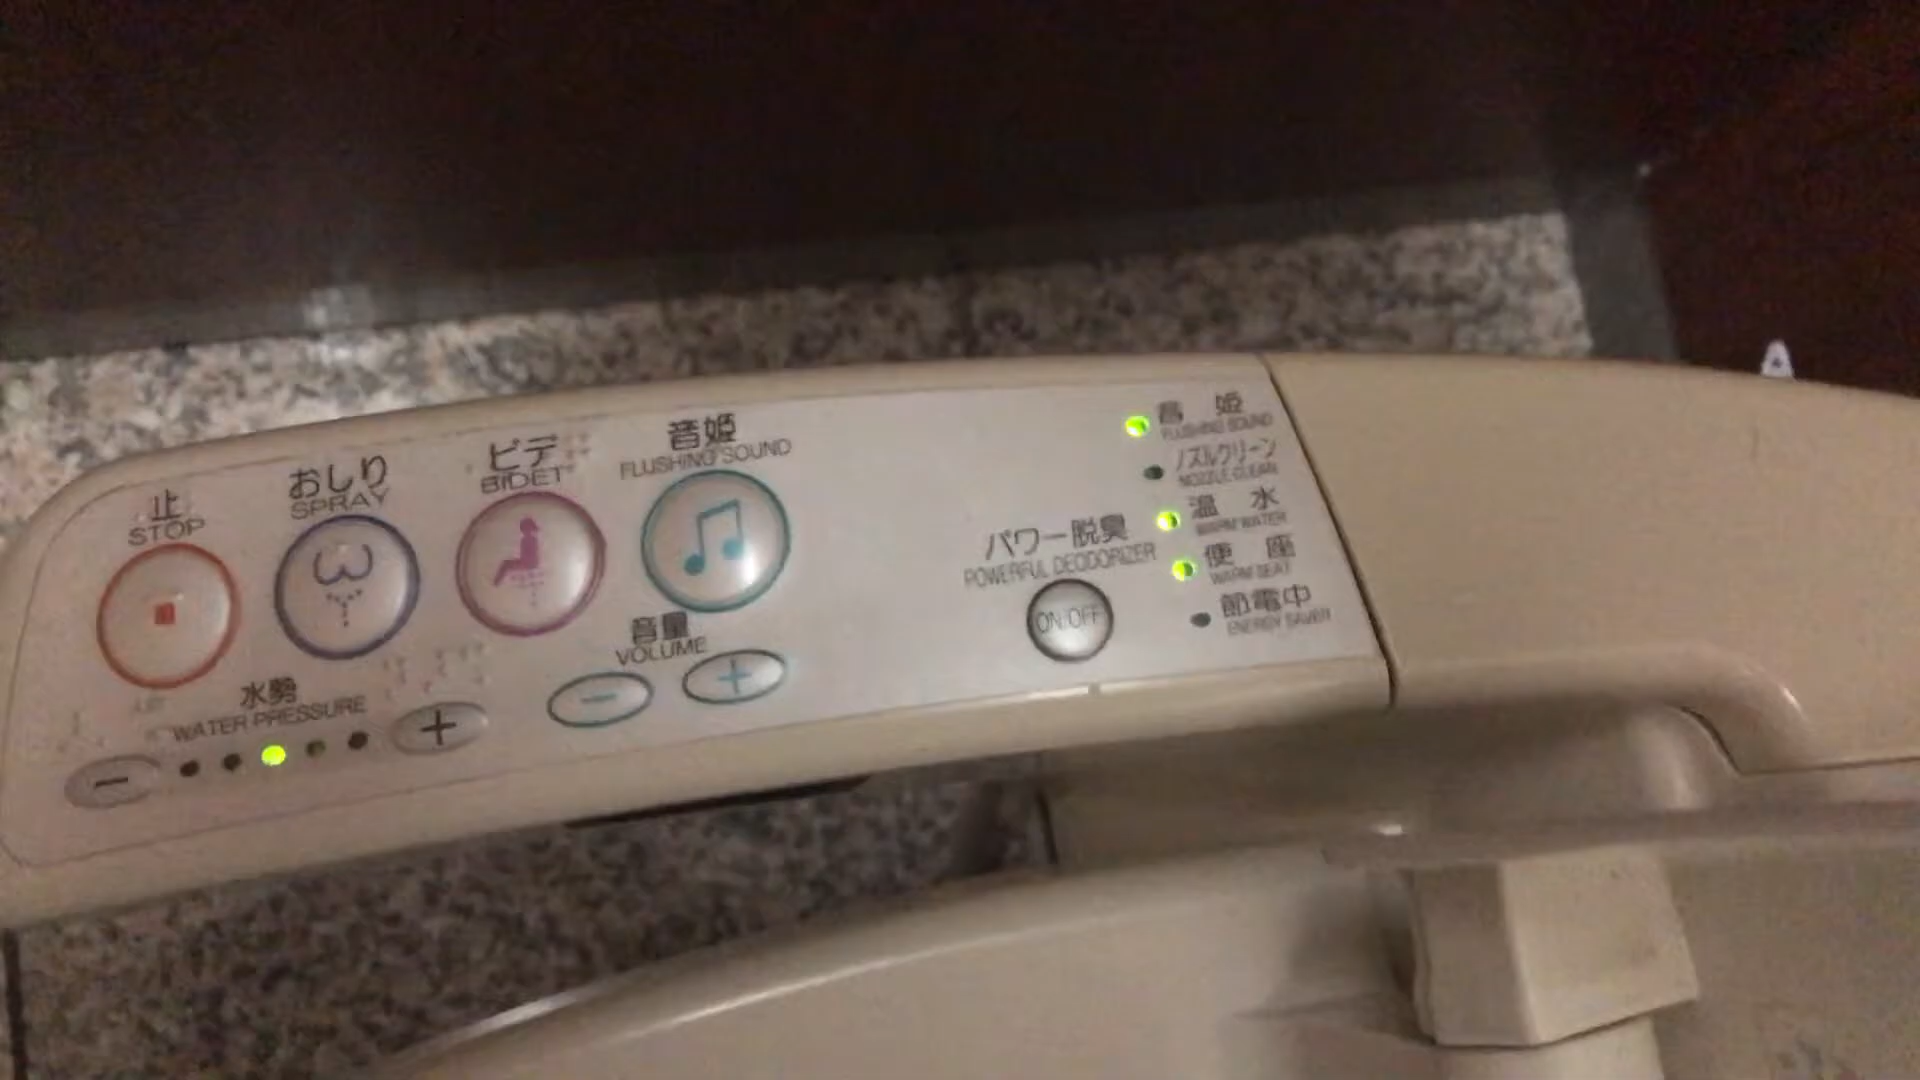 止
STOP
おしり
SPRAY
ビデ
BIDET
音姫
FLUSHING SOUND
水勢
WATER PRESSURE
−
+
音量
VOLUME
−
+
パワー脱臭
POWERFUL DEODORIZER
ON/OFF
音姫
FLUSHING SOUND
ノズルクリーン
NOZZLE CLEAN
温水
WARM WATER
便座
WARM SEAT
節電中
ENERGY SAVER